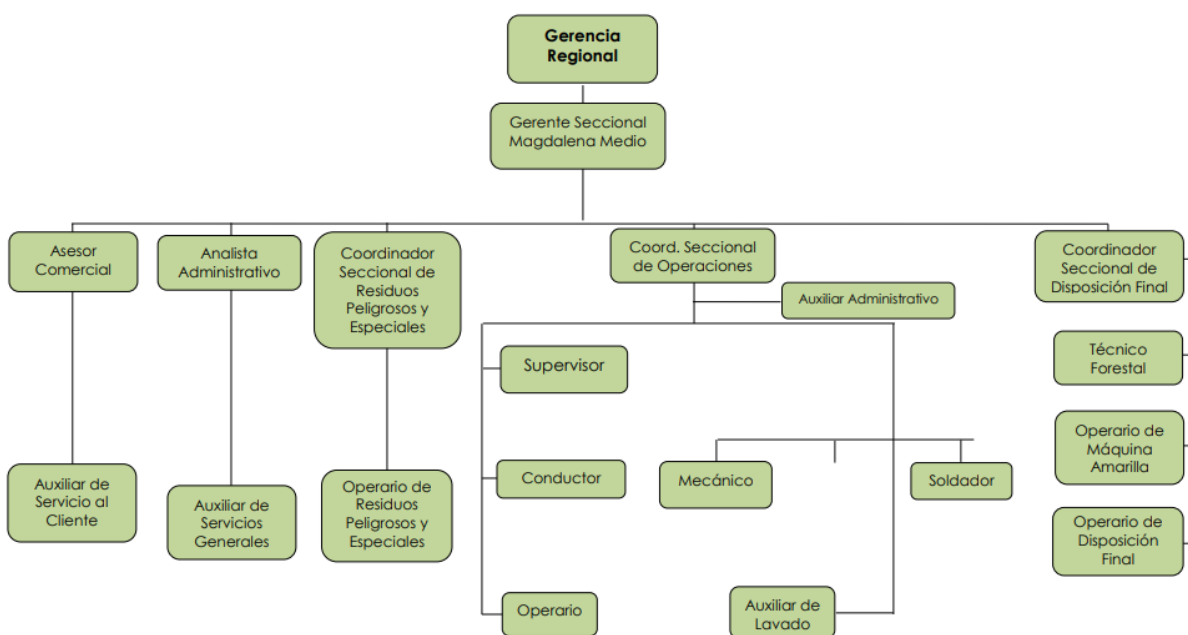 Gerencia
Regional
Gerente Seccional
Magdalena Medio
Asesor
Comercial
Analista
Administrativo
Coordinador
Seccional de
Residuos
Peligrosos y
Especiales
Coord. Seccional
de Operaciones
Coordinador
Seccional de
Disposición Final
Auxiliar Administrativo
Supervisor
Técnico
Forestal
Operario de
Máquina
Amarilla
Auxiliar de
Servicio al
Cliente
Auxiliar de
Servicios
Generales
Operario de
Residuos
Peligrosos y
Especiales
Conductor
Mecánico
Soldador
Operario de
Disposición
Final
Operario
Auxiliar de
Lavado